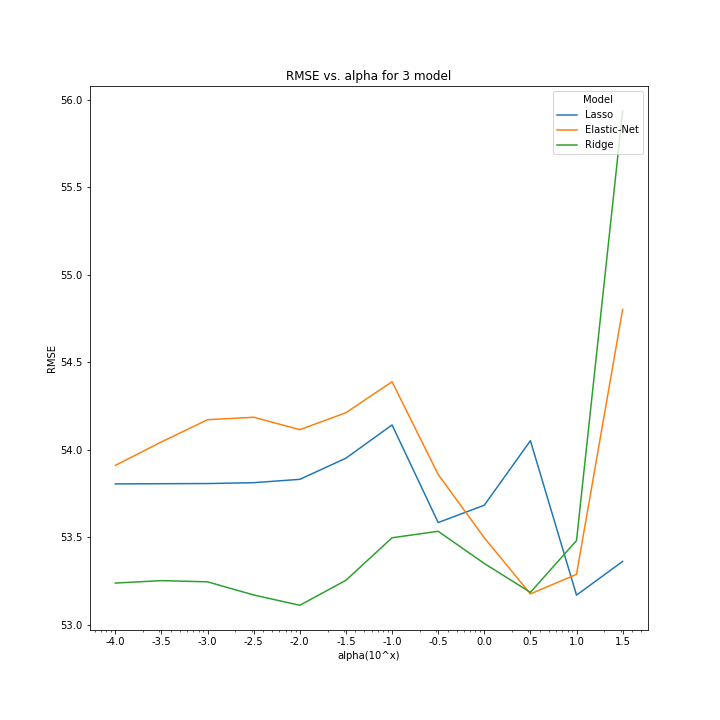 RMSE vs. alpha for 3 model
Model
Lasso
Elastic-Net
Ridge
56.0
55.5
55.0
54.5
54.0
53.5
53.0
RMSE
-4.0 -3.5 -3.0 -2.5 -2.0 -1.5 -1.0 -0.5 0.0 0.5 1.0 1.5
alpha(10^x)